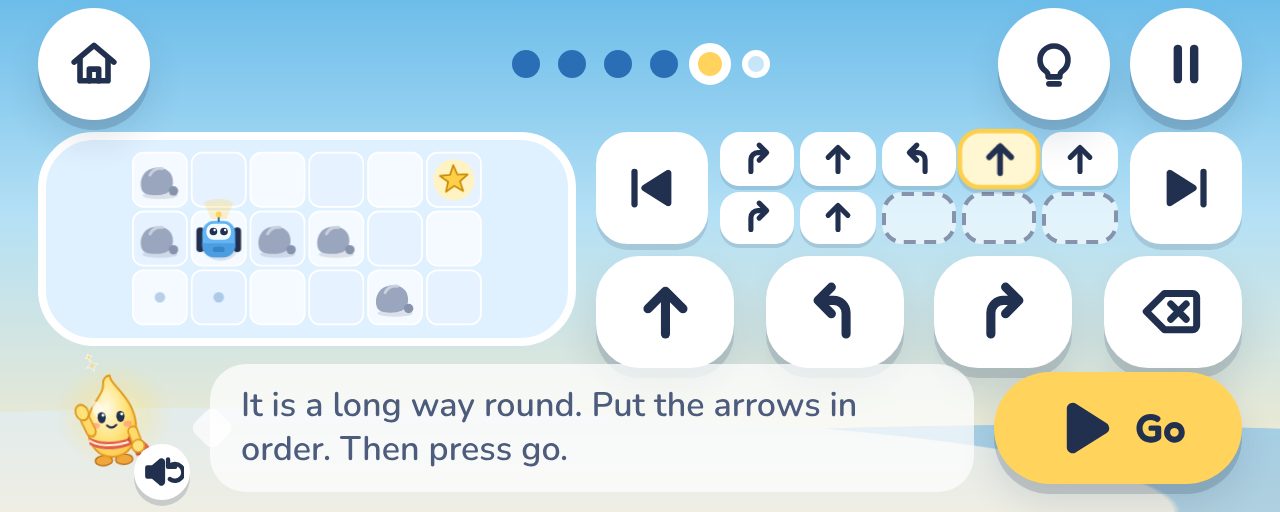 It is a long way round. Put the arrows in
order. Then press go.
Go